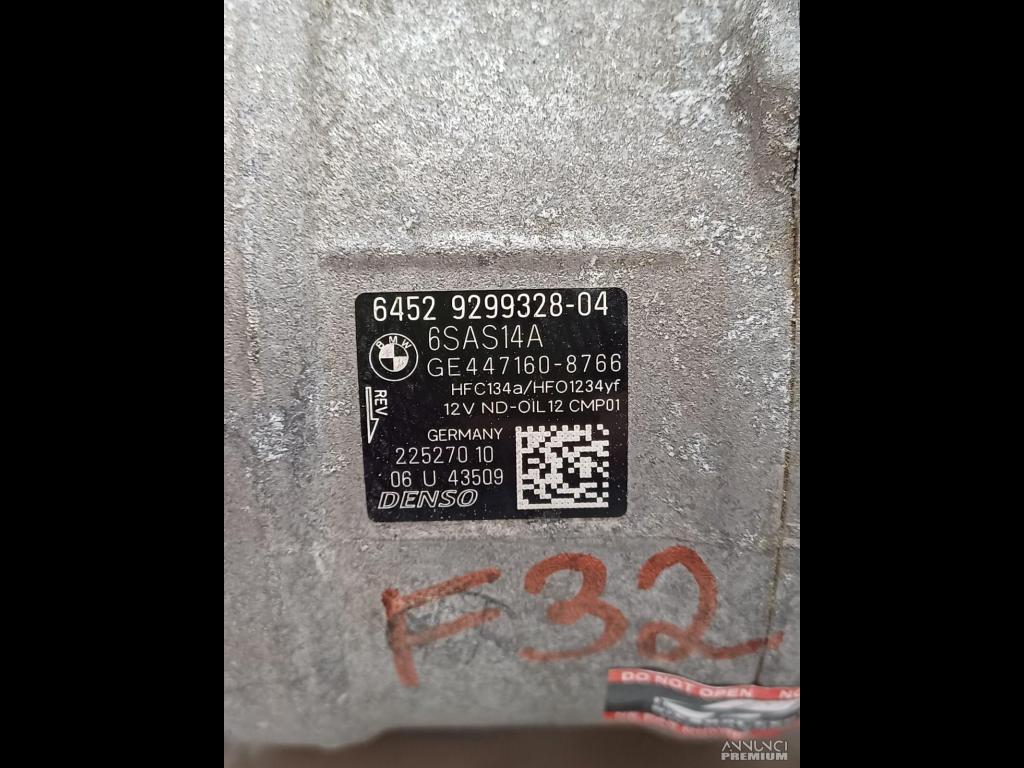 6452 9299328-04
BMW
6SAS14A
GE447160-8766
HFC134a/HFO1234yf
12V ND-OIL12 CMP01
REV
GERMANY
225270 10
06 U 43509
DENSO
F32
DO NOT OPEN NO
ANNUNCI
PREMIUM